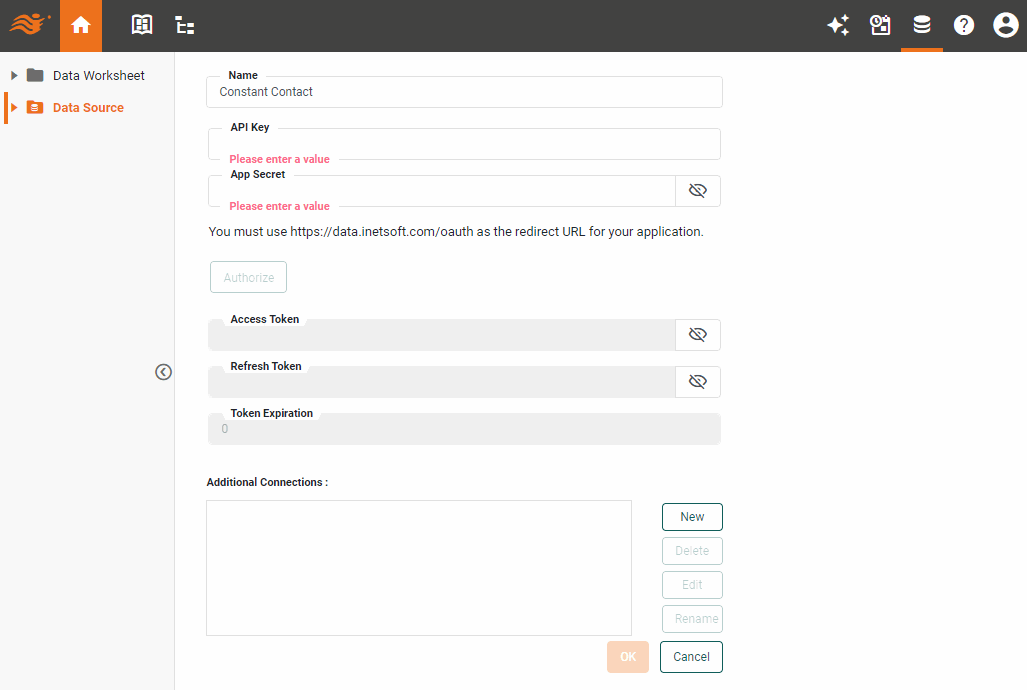 Data Worksheet
Data Source
Name
Constant Contact
API Key
Please enter a value
App Secret
Please enter a value
You must use https://data.inetsoft.com/oauth as the redirect URL for your application.
Authorize
Access Token
Refresh Token
Token Expiration
0
Additional Connections :
New
Delete
Edit
Rename
OK
Cancel